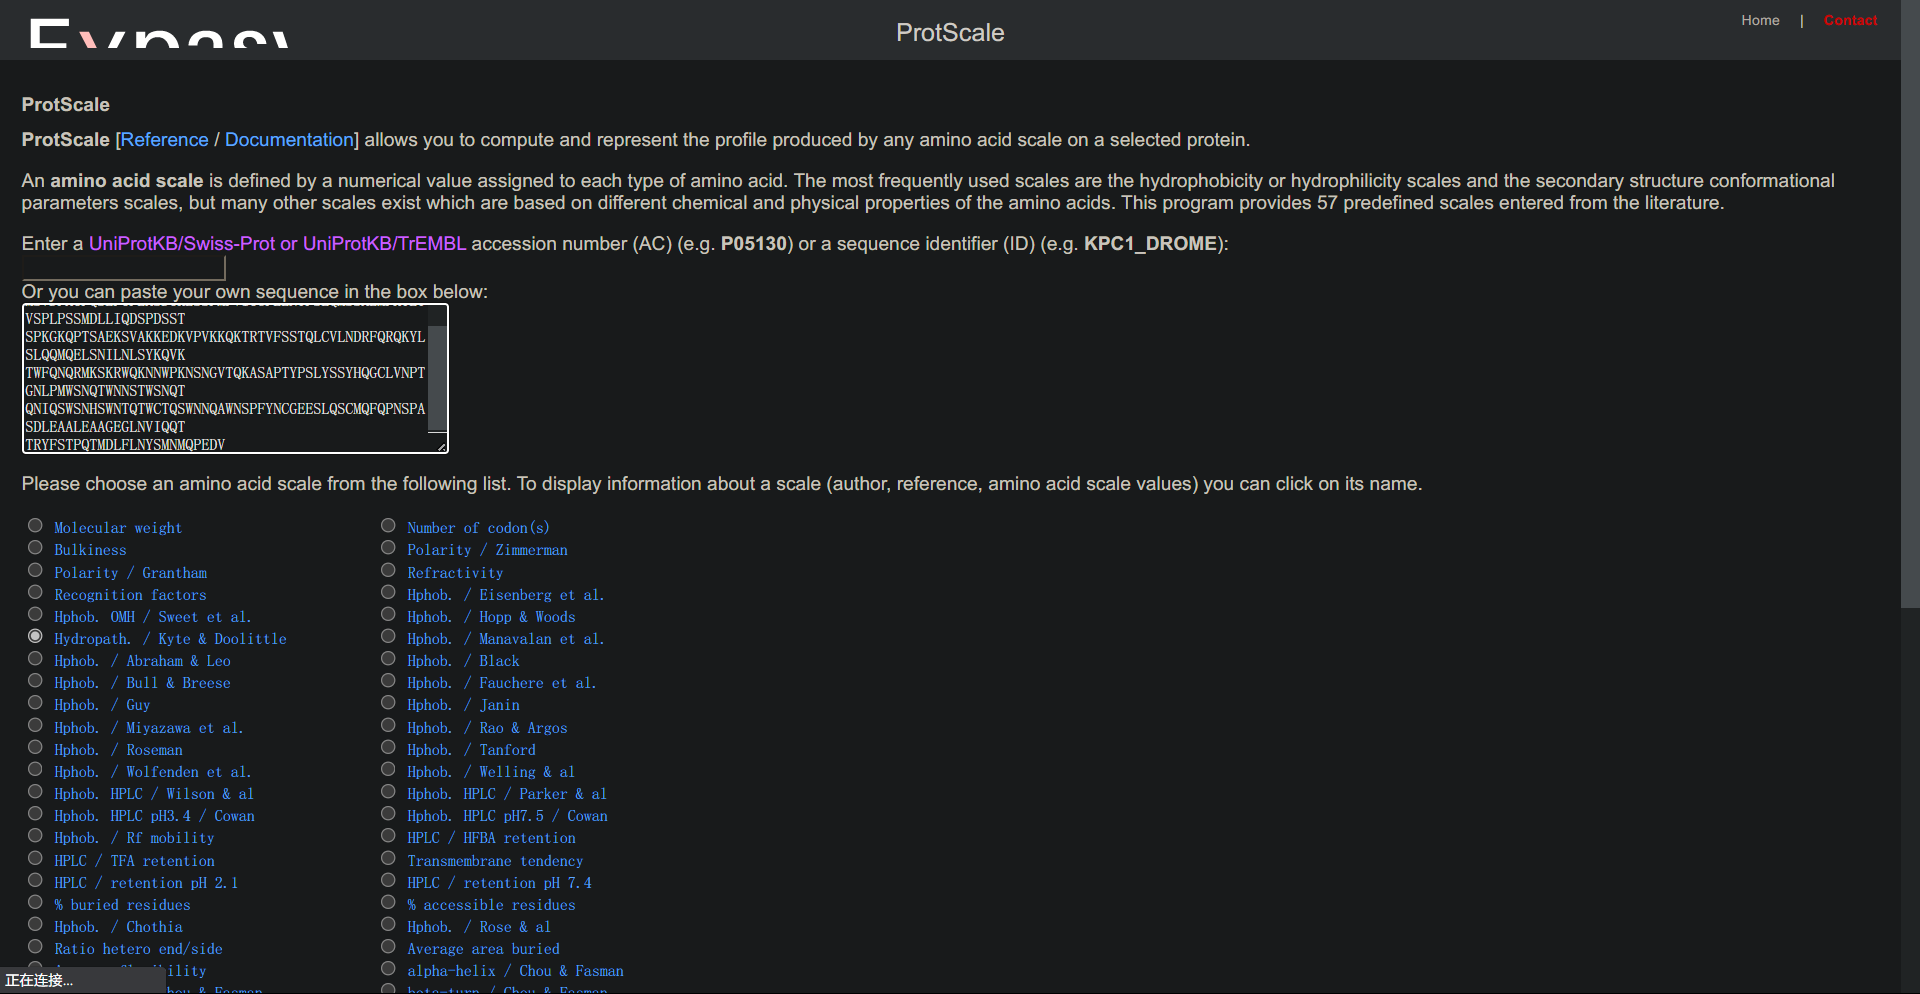 Expasy
ProtScale
Home | Contact
ProtScale
ProtScale [Reference / Documentation] allows you to compute and represent the profile produced by any amino acid scale on a selected protein.
An amino acid scale is defined by a numerical value assigned to each type of amino acid. The most frequently used scales are the hydrophobicity or hydrophilicity scales and the secondary structure conformational
parameters scales, but many other scales exist which are based on different chemical and physical properties of the amino acids. This program provides 57 predefined scales entered from the literature.
Enter a UniProtKB/Swiss-Prot or UniProtKB/TrEMBL accession number (AC) (e.g. P05130) or a sequence identifier (ID) (e.g. KPC1_DROME):
Or you can paste your own sequence in the box below:
VSPLPSSMDLLIQDSPDSST
SPKGKQPTSAEKSVAKKEDKVPVKKQKTRTVFSSTQLCVLNDRFQRQKYL
SLQQMQELSNILNLSYKQVK
TWFQNQRMKSKRWQKNNWPKNSNGVTQKASAPTYPSLYSSYHQGCLVNPT
GNLPMWSNQTWNNSTWSNQT
QNIQSWSNHSWNTQTWCTQSWNNQAWNSPFYNCGEESLQSCMQFQPNSPA
SDLEAALEAAGEGLNVIQQT
TRYFSTPQTMDLFLNYSMNMQPEDV
Please choose an amino acid scale from the following list. To display information about a scale (author, reference, amino acid scale values) you can click on its name.
Molecular weight Number of codon(s)
Bulkiness Polarity / Zimmerman
Polarity / Grantham Refractivity
Recognition factors Hphob. / Eisenberg et al.
Hphob. OMH / Sweet et al. Hphob. / Hopp & Woods
Hydropath. / Kyte & Doolittle Hphob. / Manavalan et al.
Hphob. / Abraham & Leo Hphob. / Black
Hphob. / Bull & Breese Hphob. / Fauchere et al.
Hphob. / Guy Hphob. / Janin
Hphob. / Miyazawa et al. Hphob. / Rao & Argos
Hphob. / Roseman Hphob. / Tanford
Hphob. / Wolfenden et al. Hphob. / Welling & al
Hphob. HPLC / Wilson & al Hphob. HPLC / Parker & al
Hphob. HPLC pH3.4 / Cowan Hphob. HPLC pH7.5 / Cowan
Hphob. / Rf mobility HPLC / HFBA retention
HPLC / TFA retention Transmembrane tendency
HPLC / retention pH 2.1 HPLC / retention pH 7.4
% buried residues % accessible residues
Hphob. / Chothia Hphob. / Rose & al
Ratio hetero end/side Average area buried
alpha-helix / Chou & Fasman
正在连接...
& Fasman beta-turn / Chou & Fasman